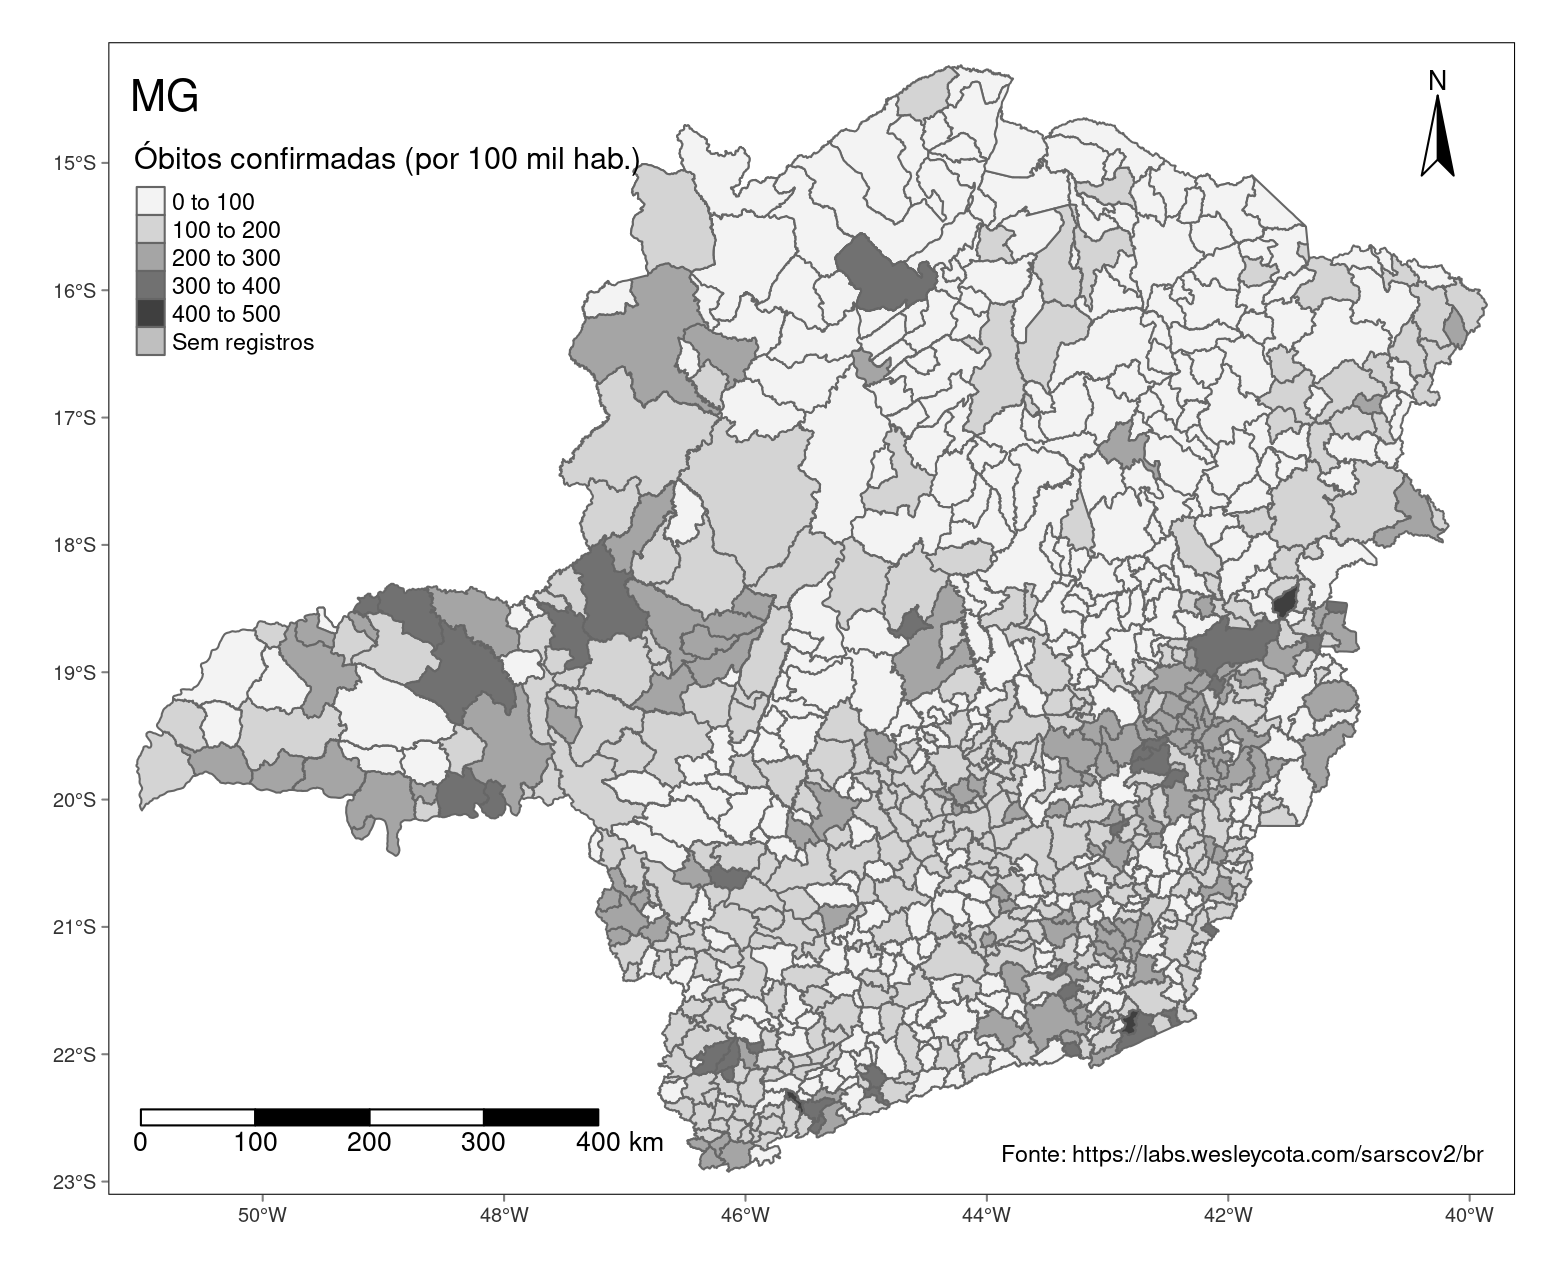 MG
N
Óbitos confirmadas (por 100 mil hab.)
0 to 100
100 to 200
200 to 300
300 to 400
400 to 500
Sem registros
15°S
16°S
17°S
18°S
19°S
20°S
21°S
22°S
23°S
0 100 200 300 400 km
Fonte: https://labs.wesleycota.com/sarscov2/br
50°W 48°W 46°W 44°W 42°W 40°W